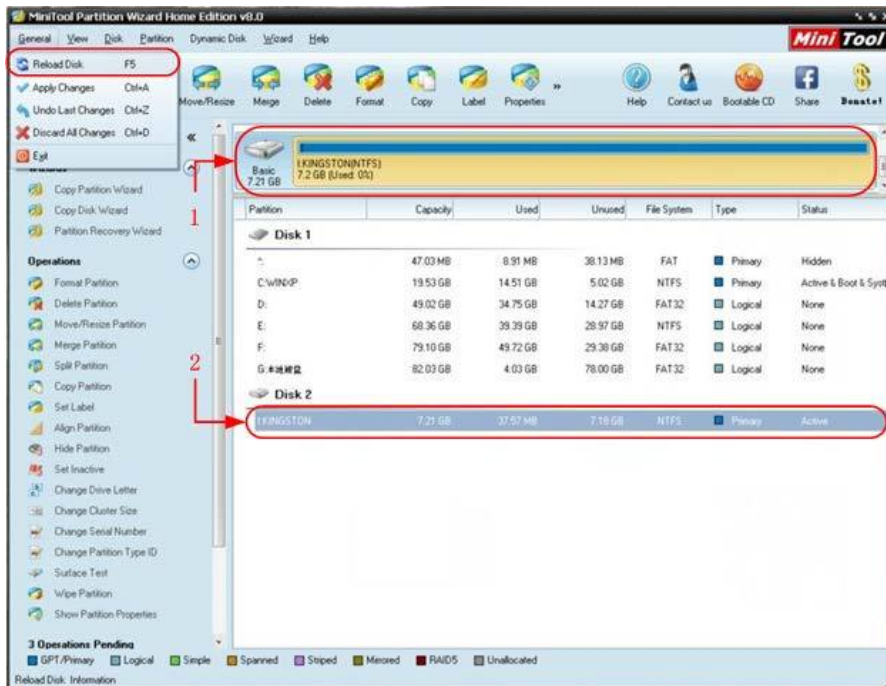 MiniTool Partition Wizard Home Edition v8.0
General View Disk Partition Dynamic Disk Wizard Help
Mini Tool
Reload Disk F5
Apply Changes Ctrl+A
Undo Last Changes Ctrl+Z
Discard All Changes Ctrl+D
Exit
Move/Resize Merge Delete Format Copy Label Properties » Help Contact us Bootable CD Share Donate!
«
1
Basic
7.21 GB
I:KINGSTON(NTFS)
7.2 GB (Used: 0%)
Copy Partition Wizard
Copy Disk Wizard
Partition Recovery Wizard
Operations
Format Partition
Delete Partition
Move/Resize Partition
Merge Partition
Split Partition
Copy Partition
Set Label
Align Partition
Hide Partition
Set Inactive
Change Drive Letter
Change Cluster Size
Change Serial Number
Change Partition Type ID
Surface Test
Wipe Partition
Show Partition Properties
3 Operations Pending
2
Partition Capacity Used Unused File System Type Status
Disk 1
*: 47.03 MB 8.91 MB 38.13 MB FAT Primary Hidden
C:WINXP 19.53 GB 14.51 GB 5.02 GB NTFS Primary Active & Boot & Syst
D: 49.02 GB 34.75 GB 14.27 GB FAT32 Logical None
E: 68.36 GB 39.39 GB 28.97 GB NTFS Logical None
F: 79.10 GB 49.72 GB 29.38 GB FAT32 Logical None
G: 82.03 GB 4.03 GB 78.00 GB FAT32 Logical None
Disk 2
I:KINGSTON 7.21 GB 37.57 MB 7.18 GB NTFS Primary Active
GPT/Primary Logical Simple Spanned Striped Mirrored RAID5 Unallocated
Reload Disk Information